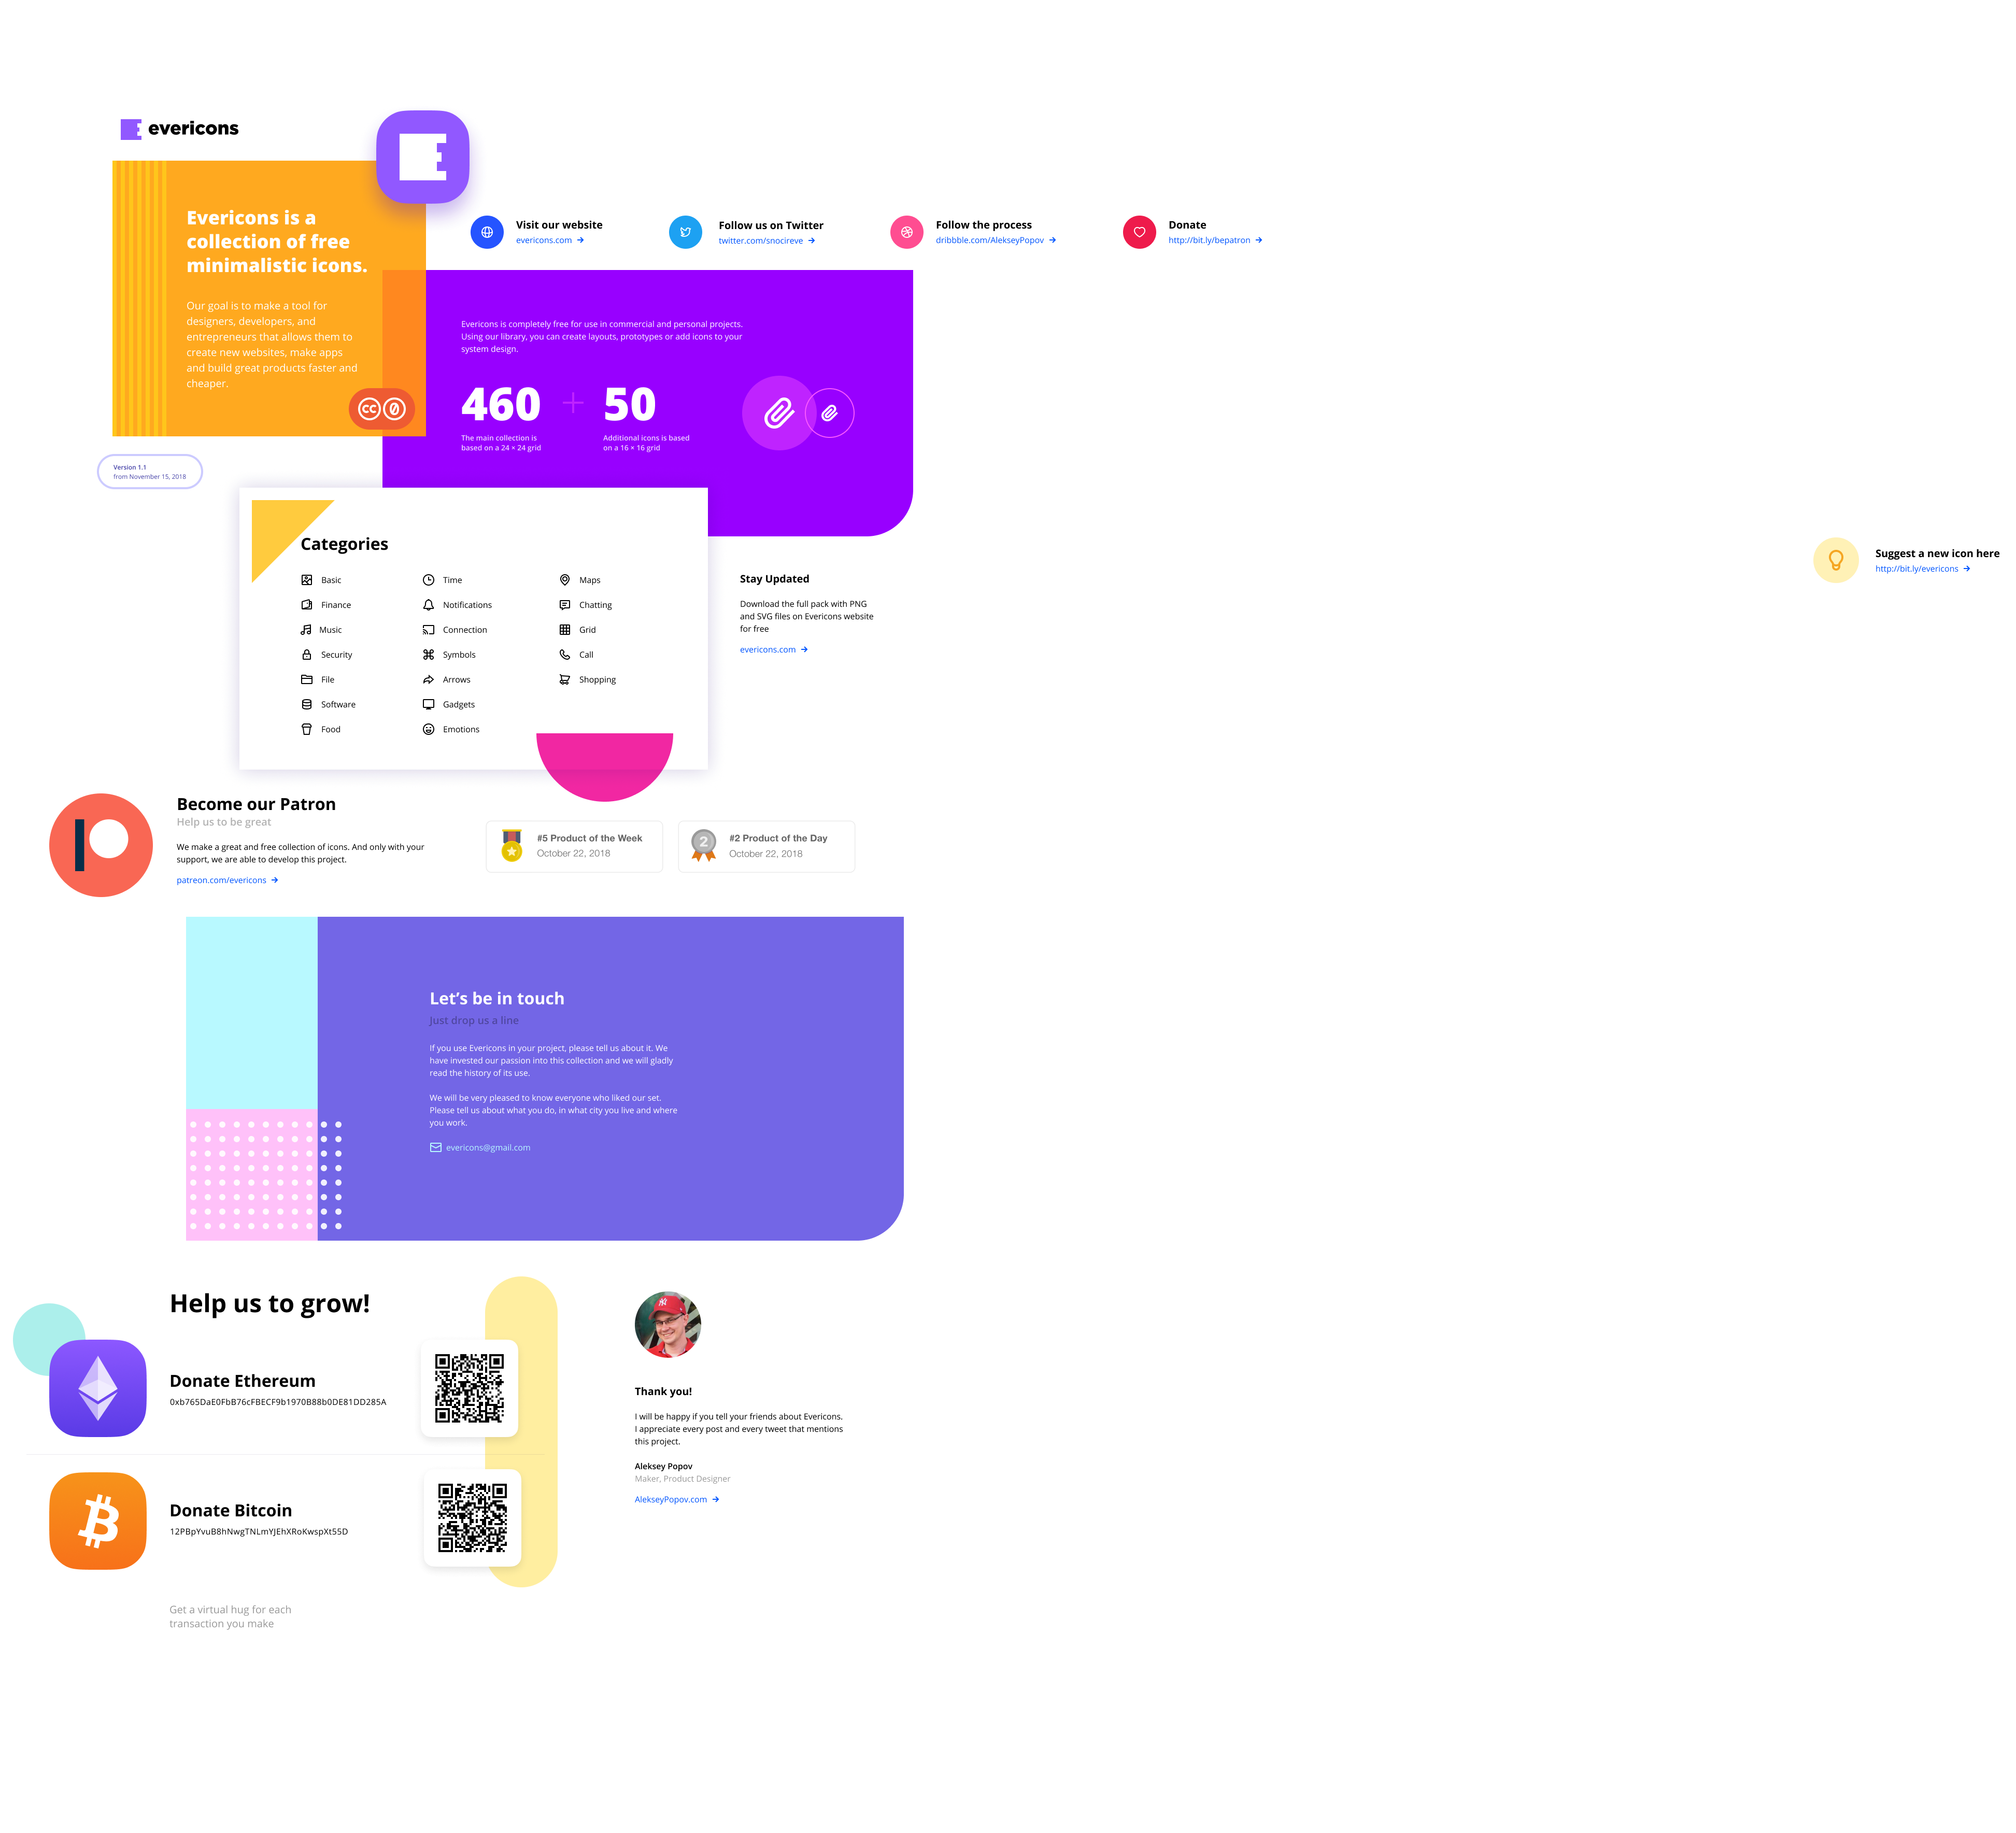 evericons
Evericons is a
collection of free
minimalistic icons.
Our goal is to make a tool for
designers, developers, and
entrepreneurs that allows them to
create new websites, make apps
and build great products faster and
cheaper.
cc 0
Version 1.1
from November 15, 2018
Visit our website
evericons.com →
Follow us on Twitter
twitter.com/snocireve →
Follow the process
dribbble.com/AlekseyPopov →
Donate
http://bit.ly/bepatron →
Evericons is completely free for use in commercial and personal projects.
Using our library, you can create layouts, prototypes or add icons to your
system design.
460 + 50
The main collection is
based on a 24 × 24 grid
Additional icons is based
on a 16 × 16 grid
Suggest a new icon here
http://bit.ly/evericons →
Categories
Basic
Finance
Music
Security
File
Software
Food
Time
Notifications
Connection
Symbols
Arrows
Gadgets
Emotions
Maps
Chatting
Grid
Call
Shopping
Stay Updated
Download the full pack with PNG
and SVG files on Evericons website
for free
evericons.com →
Become our Patron
Help us to be great
We make a great and free collection of icons. And only with your
support, we are able to develop this project.
patreon.com/evericons →
#5 Product of the Week
October 22, 2018
2
#2 Product of the Day
October 22, 2018
Let’s be in touch
Just drop us a line
If you use Evericons in your project, please tell us about it. We
have invested our passion into this collection and we will gladly
read the history of its use.
We will be very pleased to know everyone who liked our set.
Please tell us about what you do, in what city you live and where
you work.
evericons@gmail.com
Help us to grow!
Donate Ethereum
0xb765DaE0FbB76cFBECF9b1970B88b0DE81DD285A
Donate Bitcoin
12PBpYvuB8hNwgTNLmYJEhXRoKwspXt55D
Get a virtual hug for each
transaction you make
Thank you!
I will be happy if you tell your friends about Evericons.
I appreciate every post and every tweet that mentions
this project.
Aleksey Popov
Maker, Product Designer
AlekseyPopov.com →